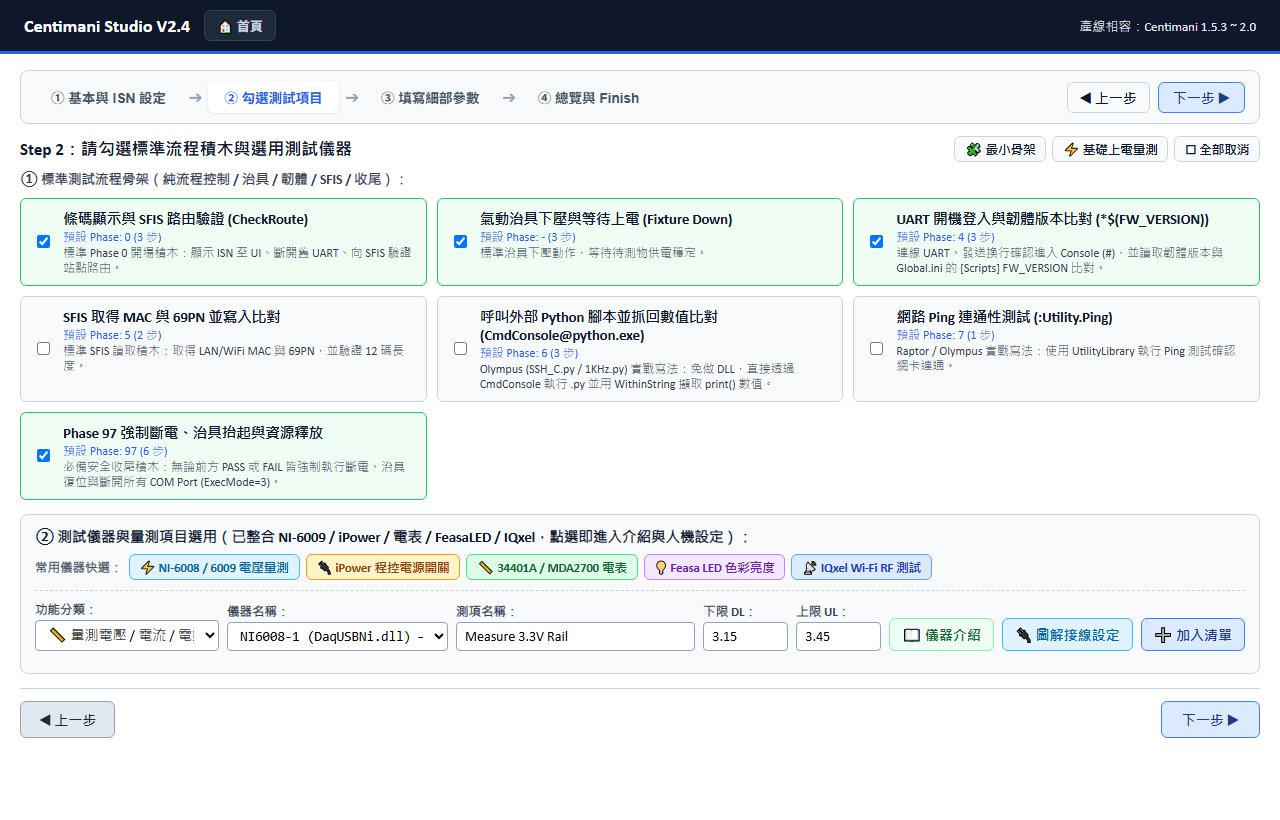 Centimani Studio V2.4 🏠 首頁 產線相容：Centimani 1.5.3 ~ 2.0
① 基本與 ISN 設定 → ② 勾選測試項目 → ③ 填寫細部參數 → ④ 總覽與 Finish ◀ 上一步 下一步 ▶
Step 2：請勾選標準流程積木與選用測試儀器 🧩 最小骨架 ⚡ 基礎上電量測 ☐ 全部取消
① 標準測試流程骨架（純流程控制 / 治具 / 韌體 / SFIS / 收尾）：
條碼顯示與 SFIS 路由驗證 (CheckRoute)
預設 Phase: 0 (3 步)
標準 Phase 0 開場積木：顯示 ISN 至 UI、斷開舊 UART、向 SFIS 驗證
站點路由。
氣動治具下壓與等待上電 (Fixture Down)
預設 Phase: - (3 步)
標準治具下壓動作，等待待測物供電穩定。
UART 開機登入與韌體版本比對 (*$(FW_VERSION))
預設 Phase: 4 (3 步)
連線 UART、發送換行確認進入 Console (#)，並讀取韌體版本與
Global.ini 的 [Scripts] FW_VERSION 比對。
SFIS 取得 MAC 與 69PN 並寫入比對
預設 Phase: 5 (2 步)
標準 SFIS 讀取積木：取得 LAN/WiFi MAC 與 69PN，並驗證 12 碼長
度。
呼叫外部 Python 腳本並抓回數值比對
(CmdConsole@python.exe)
預設 Phase: 6 (3 步)
Olympus (SSH_C.py / 1KHz.py) 實戰寫法：免做 DLL，直接透過
CmdConsole 執行 .py 並用 WithinString 擷取 print() 數值。
網路 Ping 連通性測試 (:Utility.Ping)
預設 Phase: 7 (1 步)
Raptor / Olympus 實戰寫法：使用 UtilityLibrary 執行 Ping 測試確認
網卡連通。
Phase 97 強制斷電、治具抬起與資源釋放
預設 Phase: 97 (6 步)
必備安全收尾積木：無論前方 PASS 或 FAIL 皆強制執行斷電、治具
復位與斷開所有 COM Port (ExecMode=3)。
② 測試儀器與量測項目選用（已整合 NI-6009 / iPower / 電表 / FeasaLED / IQxel，點選即進入介紹與人機設定）：
常用儀器快選： ⚡ NI-6008 / 6009 電壓量測 🔌 iPower 程控電源開關 📏 34401A / MDA2700 電表 💡 Feasa LED 色彩亮度 📡 IQxel Wi-Fi RF 測試
功能分類： 儀器名稱： 測項名稱： 下限 DL： 上限 UL：
📏 量測電壓 / 電流 / 電 NI6008-1 (DaqUSBNi.dll) - Measure 3.3V Rail 3.15 3.45 📖 儀器介紹 🔌 圖解接線設定 ➕ 加入清單
◀ 上一步 下一步 ▶